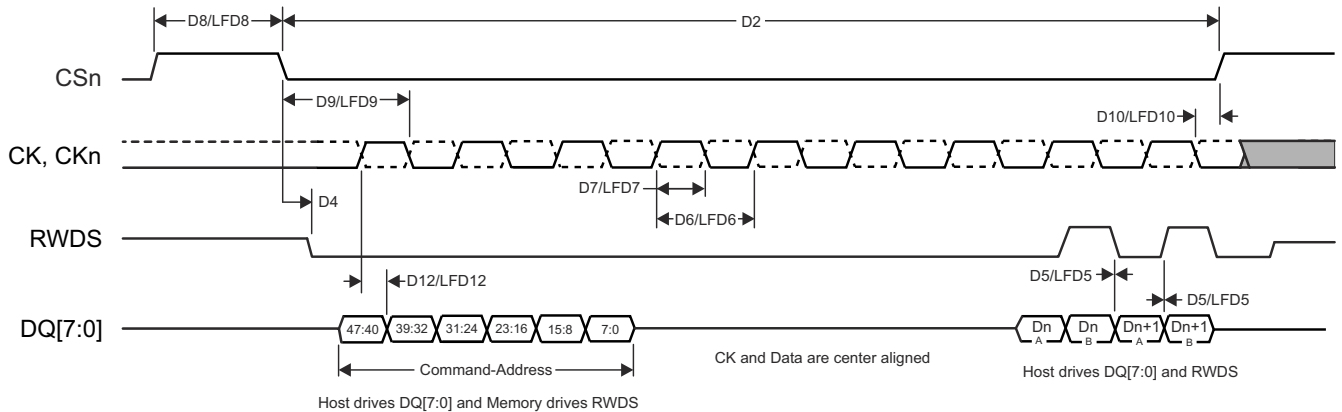 D8/LFD8
D2
CSn
D9/LFD9
D10/LFD10
CK, CKn
D7/LFD7
D4
D6/LFD6
RWDS
D12/LFD12
D5/LFD5
D5/LFD5
DQ[7:0]
47:40 39:32 31:24 23:16 15:8 7:0
Dn A Dn B Dn+1 A Dn+1 B
Command-Address
CK and Data are center aligned
Host drives DQ[7:0] and RWDS
Host drives DQ[7:0] and Memory drives RWDS